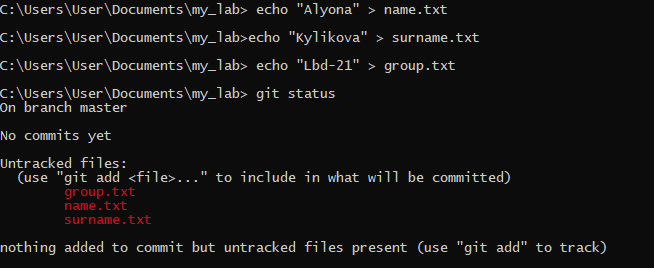 C:\Users\User\Documents\my_lab> echo "Alyona" > name.txt
C:\Users\User\Documents\my_lab>echo "Kylikova" > surname.txt
C:\Users\User\Documents\my_lab> echo "Lbd-21" > group.txt
C:\Users\User\Documents\my_lab> git status
On branch master
No commits yet
Untracked files:
  (use "git add <file>..." to include in what will be committed)
        group.txt
        name.txt
        surname.txt
nothing added to commit but untracked files present (use "git add" to track)